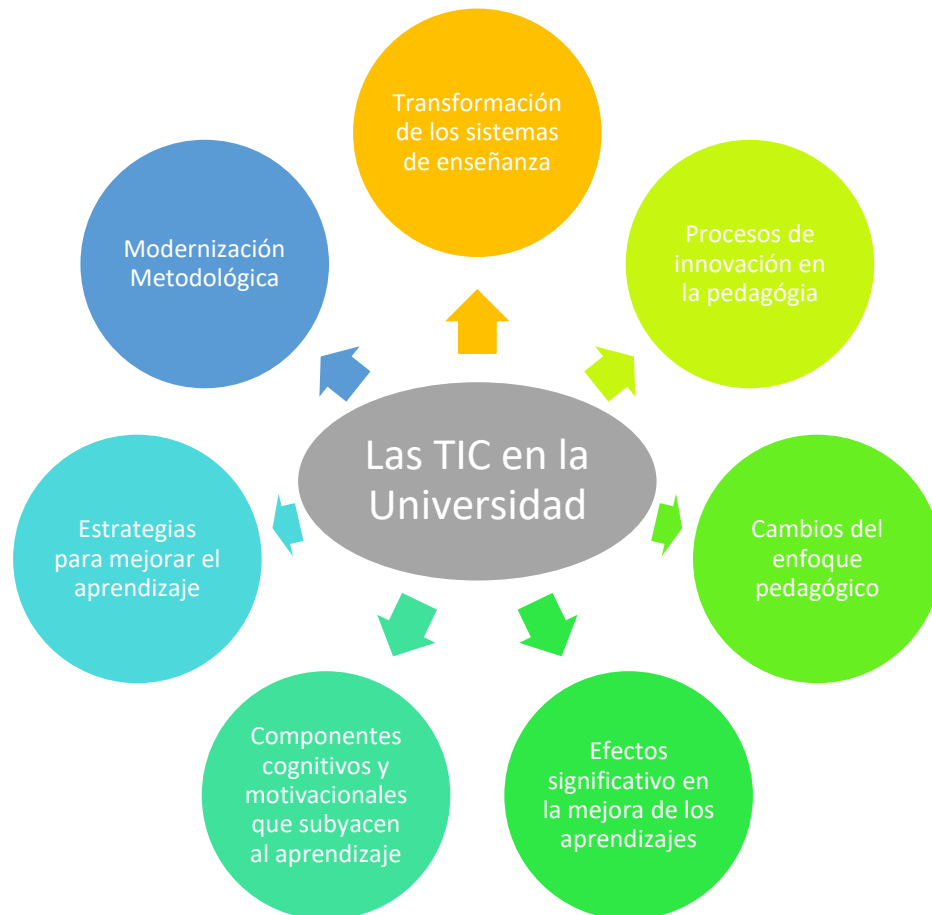 Transformación
de los sistemas
de enseñanza
Procesos de
innovación en
la pedagógia
Cambios del
enfoque
pedagógico
Efectos
significativo en
la mejora de los
aprendizajes
Componentes
cognitivos y
motivacionales
que subyacen
al aprendizaje
Estrategias
para mejorar el
aprendizaje
Modernización
Metodológica
Las TIC en la
Universidad